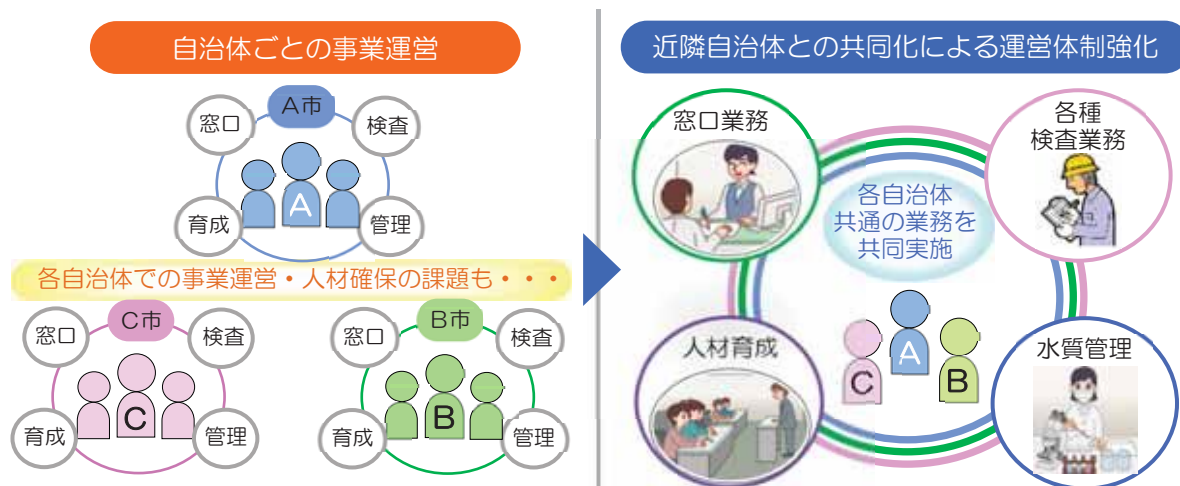 自治体ごとの事業運営
A市
窓口
検査
A
育成
管理
各自治体での事業運営・人材確保の課題も・・・
C市
窓口
検査
C
育成
管理
B市
窓口
検査
B
育成
管理
近隣自治体との共同化による運営体制強化
窓口業務
各種
検査業務
各自治体
共通の業務を
共同実施
人材育成
水質管理
A
C
B